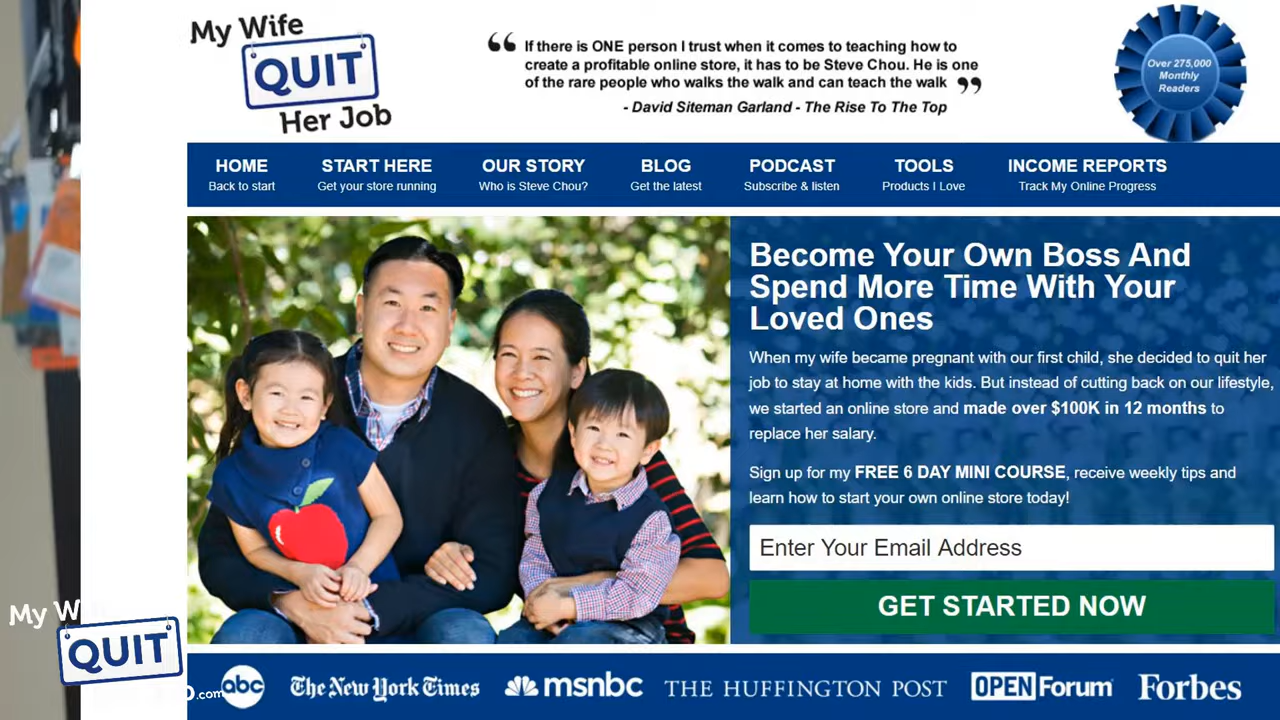 My Wife
QUIT
Her Job
“ If there is ONE person I trust when it comes to teaching how to
create a profitable online store, it has to be Steve Chou. He is one
of the rare people who walks the walk and can teach the walk ”
- David Siteman Garland - The Rise To The Top
Over 275,000
Monthly
Readers
HOME
Back to start
START HERE
Get your store running
OUR STORY
Who is Steve Chou?
BLOG
Get the latest
PODCAST
Subscribe & listen
TOOLS
Products I Love
INCOME REPORTS
Track My Online Progress
Become Your Own Boss And
Spend More Time With Your
Loved Ones
When my wife became pregnant with our first child, she decided to quit her
job to stay at home with the kids. But instead of cutting back on our lifestyle,
we started an online store and made over $100K in 12 months to
replace her salary.
Sign up for my FREE 6 DAY MINI COURSE, receive weekly tips and
learn how to start your own online store today!
Enter Your Email Address
GET STARTED NOW
My W
QUIT
.com
abc
The New York Times
msnbc
THE HUFFINGTON POST
OPEN Forum
Forbes